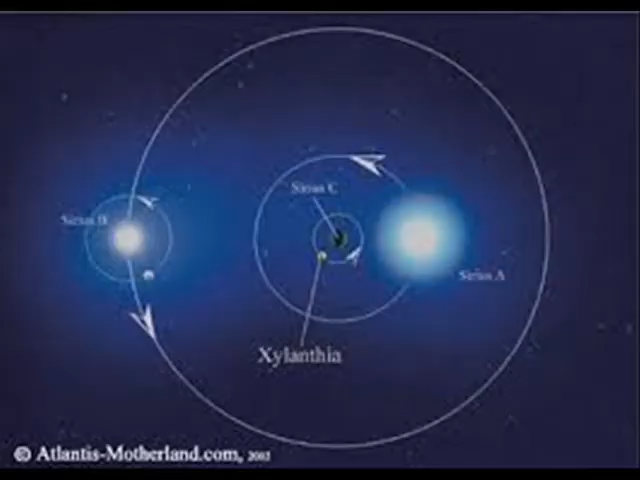 Sirius C
Sirius B
Sirius A
Xylanthia
© Atlantis-Motherland.com, 2003